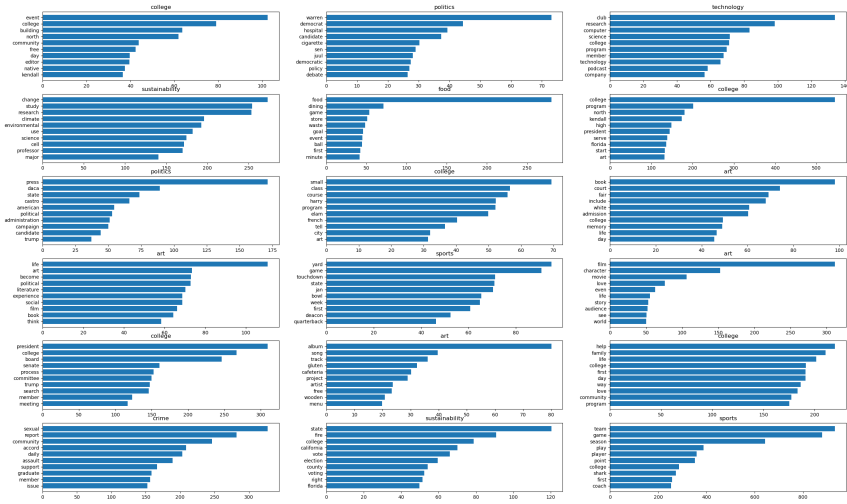 college
event
college
building
north
community
free
day
editor
native
kendall
0 20 40 60 80 100
politics
warren
democrat
hospital
candidate
cigarette
sen
juul
democratic
policy
debate
0 10 20 30 40 50 60 70
technology
club
research
computer
science
college
program
member
technology
podcast
company
0 20 40 60 80 100 120 140
sustainability
change
study
research
climate
environmental
use
science
cell
professor
major
0 50 100 150 200 250
food
food
dining
game
store
waste
goal
event
ball
first
minute
0 50 100 150 200 250
college
college
program
north
kendall
high
president
serve
florida
start
art
0 100 200 300 400 500
politics
press
daca
state
castro
american
political
administration
campaign
candidate
trump
0 25 50 75 100 125 150 175
college
small
class
course
harry
program
elam
french
tell
city
art
0 10 20 30 40 50 60 70
art
book
court
fair
include
white
admission
college
memory
life
day
0 20 40 60 80 100
art
life
art
become
political
literature
experience
social
film
book
think
0 20 40 60 80 100
sports
yard
game
touchdown
state
jan
bowl
week
first
deacon
quarterback
0 20 40 60 80
art
film
character
movie
love
even
life
story
audience
see
world
0 50 100 150 200 250 300
college
president
college
board
senate
process
committee
trump
search
member
meeting
0 50 100 150 200 250 300
art
album
song
track
gluten
cafeteria
project
artist
free
wooden
menu
0 10 20 30 40 50 60 70 80
college
help
family
life
college
first
day
way
love
community
program
0 50 100 150 200
crime
sexual
report
community
accord
daily
assault
support
graduate
member
issue
0 50 100 150 200 250 300
sustainability
state
fire
college
california
vote
election
county
voting
right
florida
0 20 40 60 80 100 120
sports
team
game
season
play
player
point
college
shark
first
coach
0 200 400 600 800